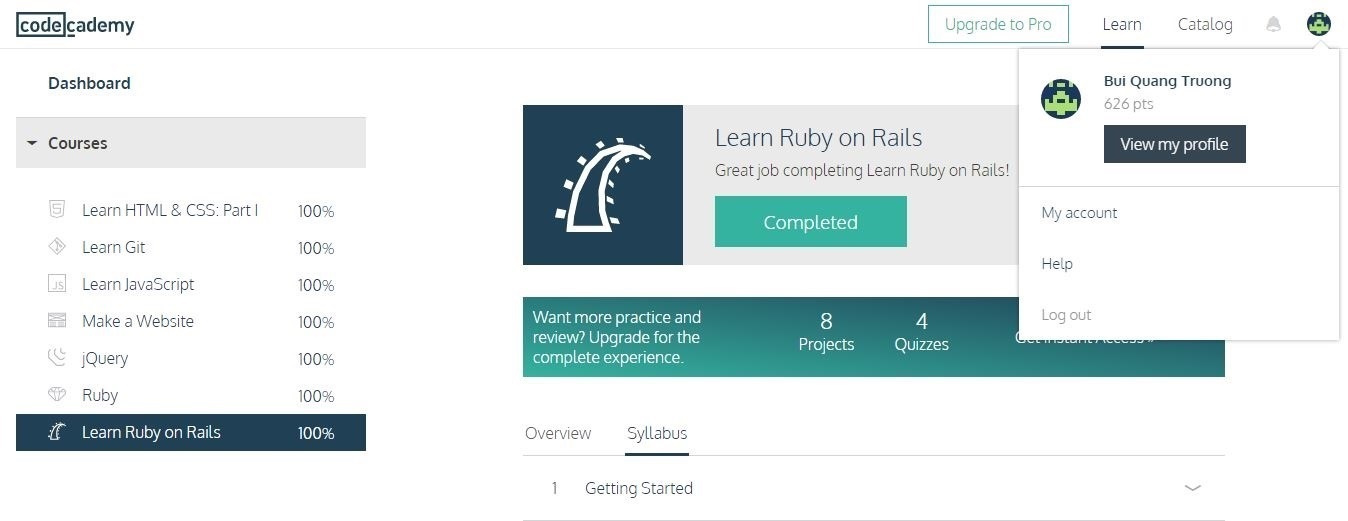 codecademy
Upgrade to Pro
Learn
Catalog
Bui Quang Truong
626 pts
View my profile
My account
Help
Log out
Dashboard
Courses
Learn HTML & CSS: Part I 100%
Learn Git 100%
JS Learn JavaScript 100%
Make a Website 100%
jQuery 100%
Ruby 100%
Learn Ruby on Rails 100%
Learn Ruby on Rails
Great job completing Learn Ruby on Rails!
Completed
Want more practice and
review? Upgrade for the
complete experience.
8
Projects
4
Quizzes
Get Instant Access »
Overview
Syllabus
1 Getting Started